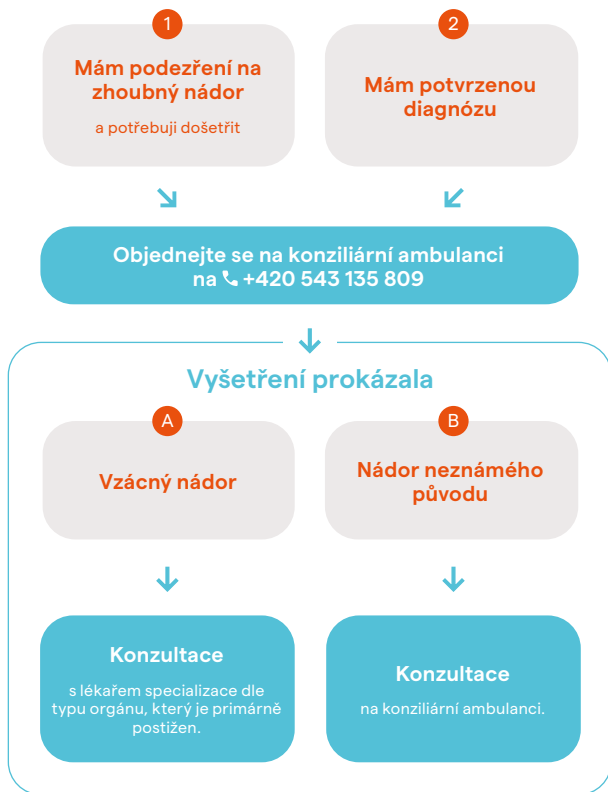 1
Mám podezření na
zhoubný nádor
a potřebuji došetřit
2
Mám potvrzenou
diagnózu
Objednejte se na konziliární ambulanci
na +420 543 135 809
Vyšetření prokázala
A
Vzácný nádor
B
Nádor neznámého
původu
Konzultace
s lékařem specializace dle
typu orgánu, který je primárně
postižen.
Konzultace
na konziliární ambulanci.